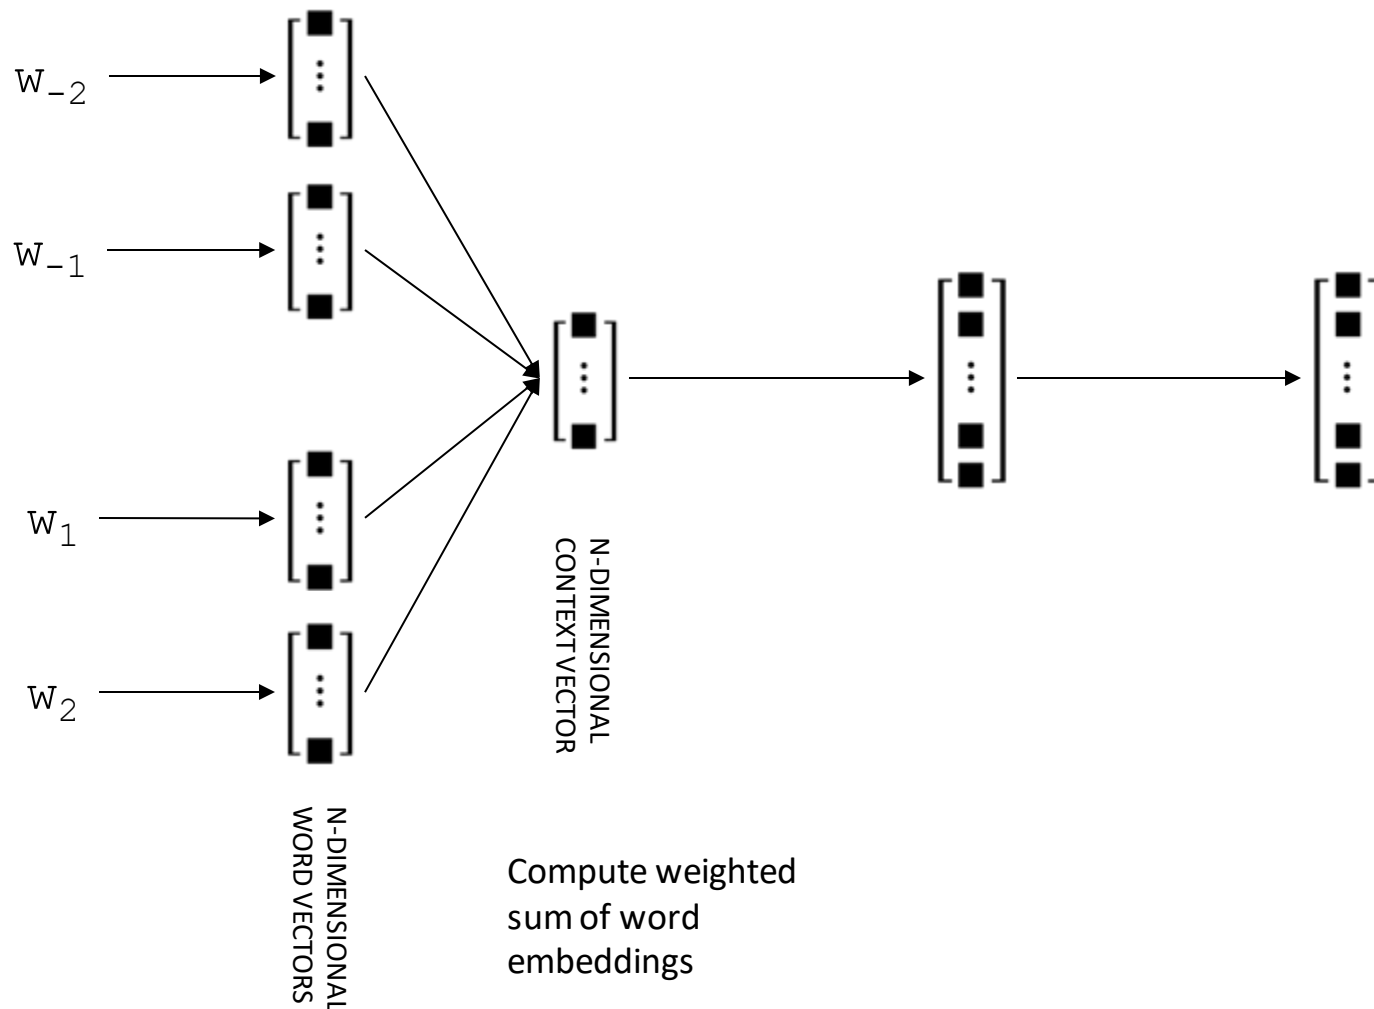 W-2
W-1
W1
W2
N-DIMENSIONAL
WORD VECTORS
N-DIMENSIONAL
CONTEXT VECTOR
Compute weighted
sum of word
embeddings